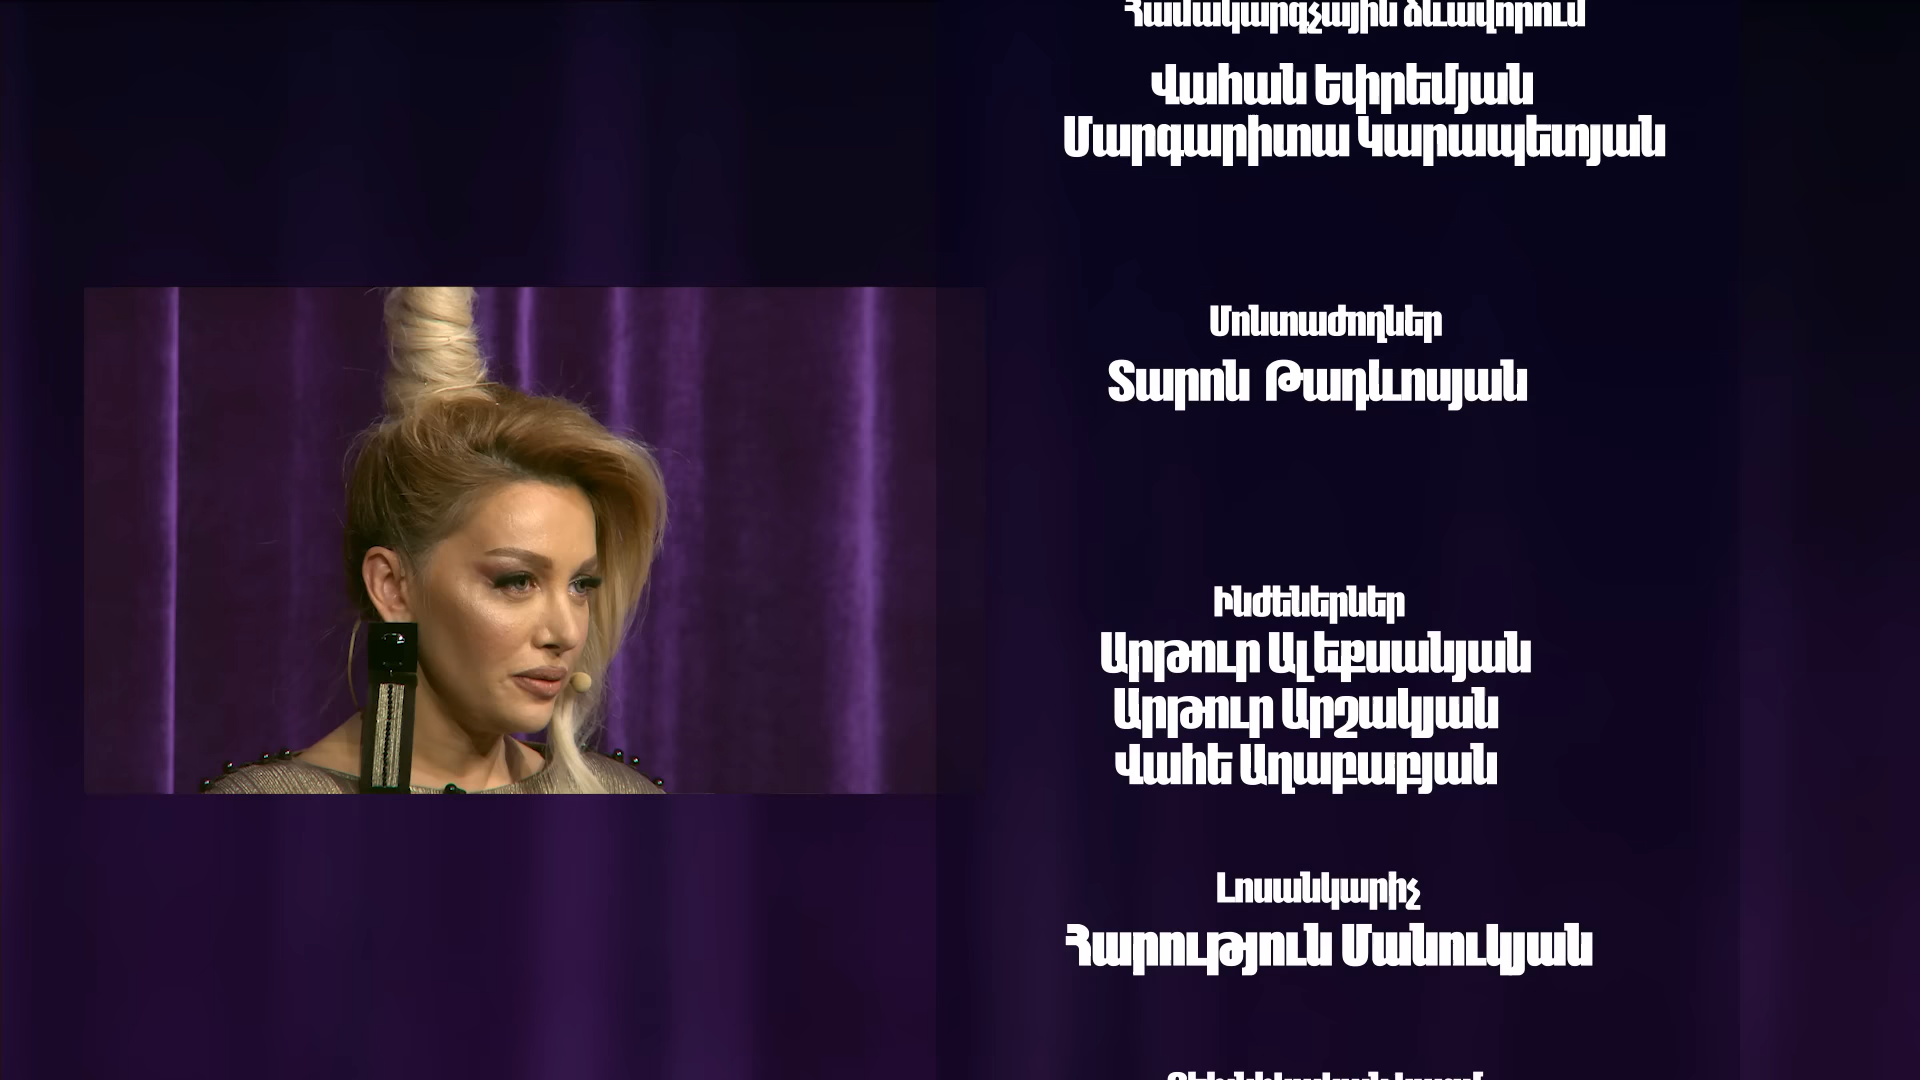 Համակարգչային ձևավորում
Վահան Եփրեմյան
Մարգարիտա Կարապետյան
Մոնտաժողներ
Տարոն Թադևոսյան
Ինժեներներ
Արթուր Ալեքսանյան
Արթուր Արշակյան
Վահե Աղաբաբյան
Լուսանկարիչ
Հարություն Մանուկյան